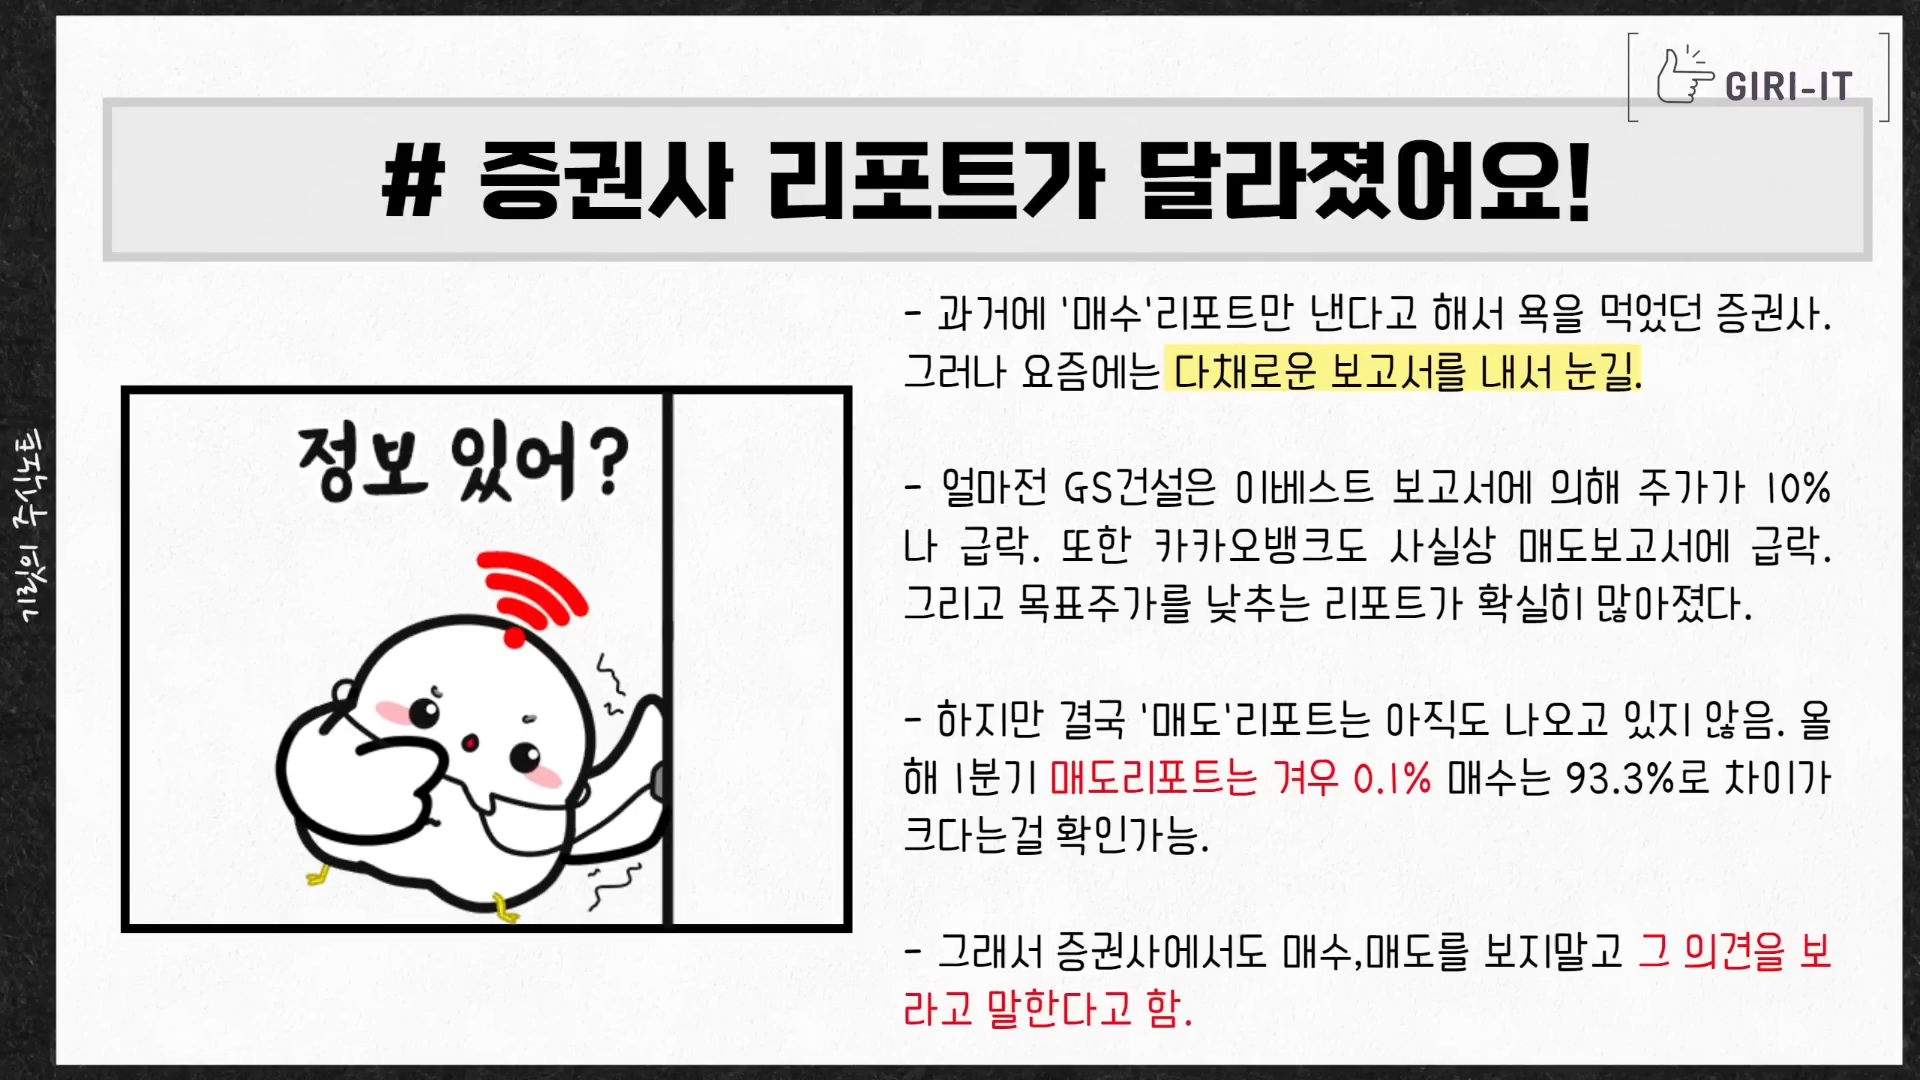 GIRI-IT
# 증권사 리포트가 달라졌어요!
기릿의 주식노트
정보 있어?
- 과거에 '매수'리포트만 낸다고 해서 욕을 먹었던 증권사.
그러나 요즘에는 다채로운 보고서를 내서 눈길.
- 얼마전 GS건설은 이베스트 보고서에 의해 주가가 10%
나 급락. 또한 카카오뱅크도 사실상 매도보고서에 급락.
그리고 목표주가를 낮추는 리포트가 확실히 많아졌다.
- 하지만 결국 '매도'리포트는 아직도 나오고 있지 않음. 올
해 1분기 매도리포트는 겨우 0.1% 매수는 93.3%로 차이가
크다는걸 확인가능.
- 그래서 증권사에서도 매수,매도를 보지말고 그 의견을 보
라고 말한다고 함.